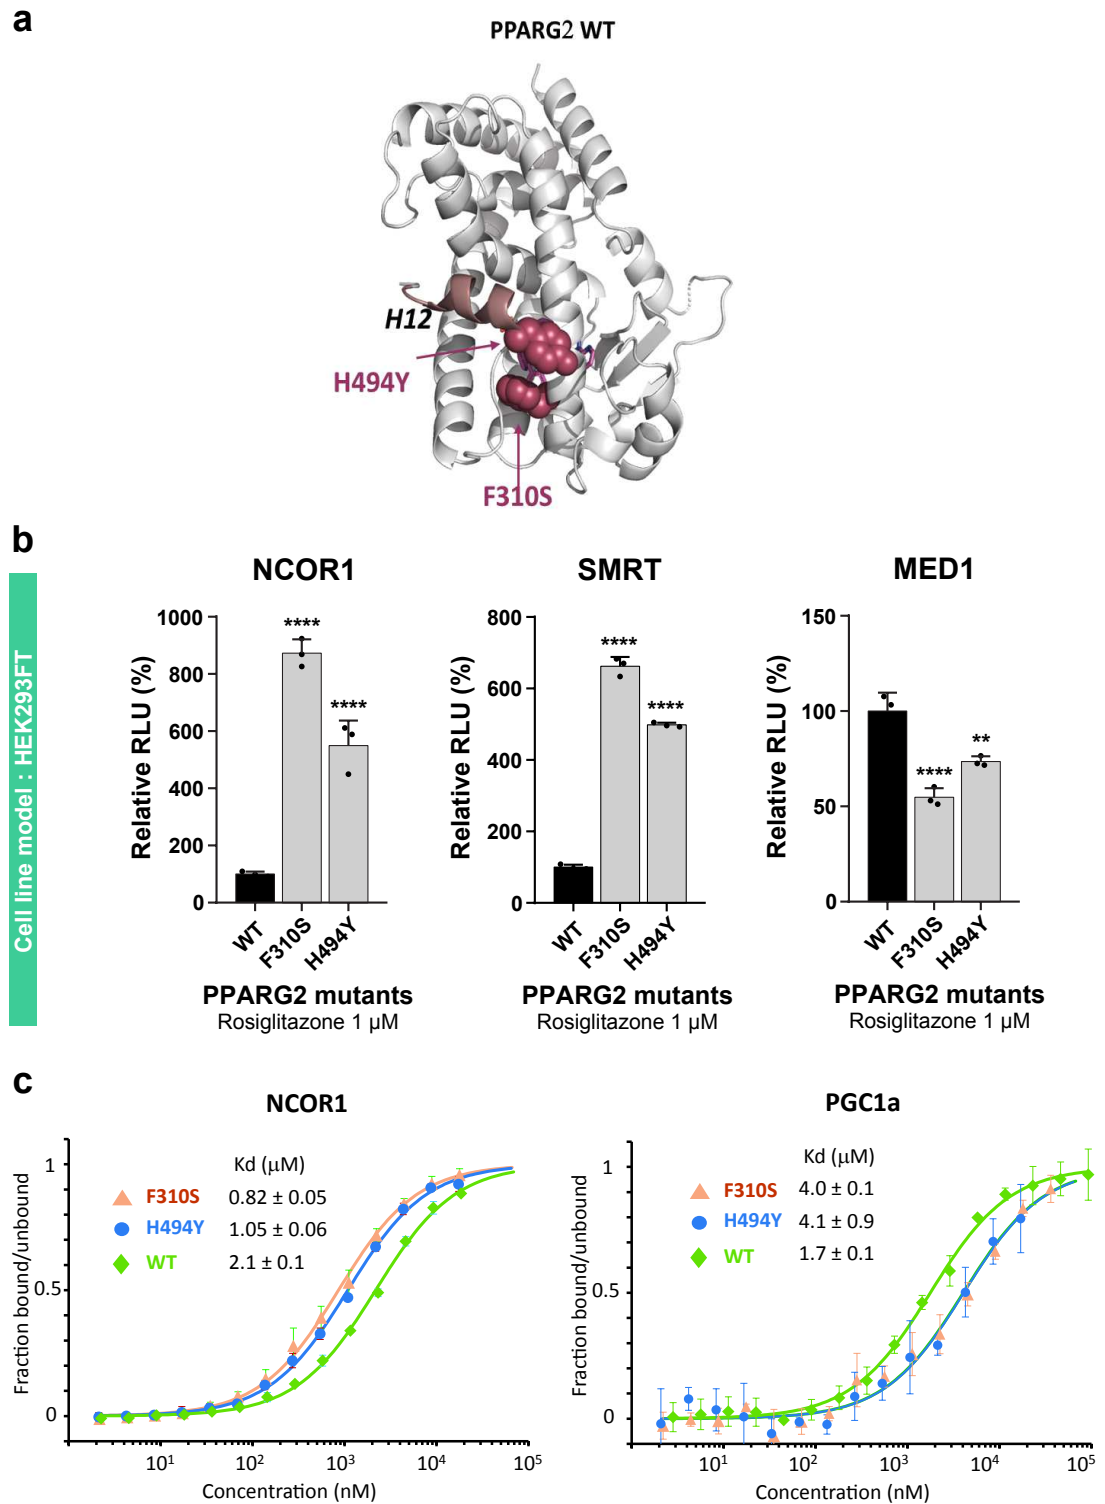 a
PPARG2 WT
H12
H494Y
F310S
b
Cell line model : HEK293FT
NCOR1
Relative RLU (%)
1000
800
600
400
200
0
****
****
WT
F310S
H494Y
PPARG2 mutants
Rosiglitazone 1 µM
SMRT
Relative RLU (%)
800
600
400
200
0
****
****
WT
F310S
H494Y
PPARG2 mutants
Rosiglitazone 1 µM
MED1
Relative RLU (%)
150
100
50
0
****
**
WT
F310S
H494Y
PPARG2 mutants
Rosiglitazone 1 µM
c
NCOR1
Fraction bound/unbound
1
0.5
0
Kd (µM)
F310S 0.82 ± 0.05
H494Y 1.05 ± 0.06
WT 2.1 ± 0.1
10¹ 10² 10³ 10⁴ 10⁵
Concentration (nM)
PGC1a
Fraction bound/unbound
1
0.5
0
Kd (µM)
F310S 4.0 ± 0.1
H494Y 4.1 ± 0.9
WT 1.7 ± 0.1
10¹ 10² 10³ 10⁴ 10⁵
Concentration (nM)